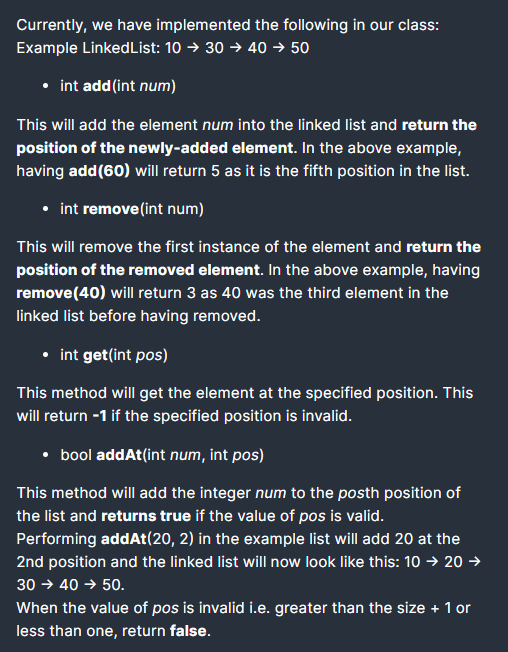 Currently, we have implemented the following in our class:
Example LinkedList: 10 → 30 → 40 → 50
• int add(int num)
This will add the element num into the linked list and return the
position of the newly-added element. In the above example,
having add(60) will return 5 as it is the fifth position in the list.
• int remove(int num)
This will remove the first instance of the element and return the
position of the removed element. In the above example, having
remove(40) will return 3 as 40 was the third element in the
linked list before having removed.
• int get(int pos)
This method will get the element at the specified position. This
will return -1 if the specified position is invalid.
• bool addAt(int num, int pos)
This method will add the integer num to the posth position of
the list and returns true if the value of pos is valid.
Performing addAt(20, 2) in the example list will add 20 at the
2nd position and the linked list will now look like this: 10 → 20 →
30 → 40 → 50.
When the value of pos is invalid i.e. greater than the size + 1 or
less than one, return false.